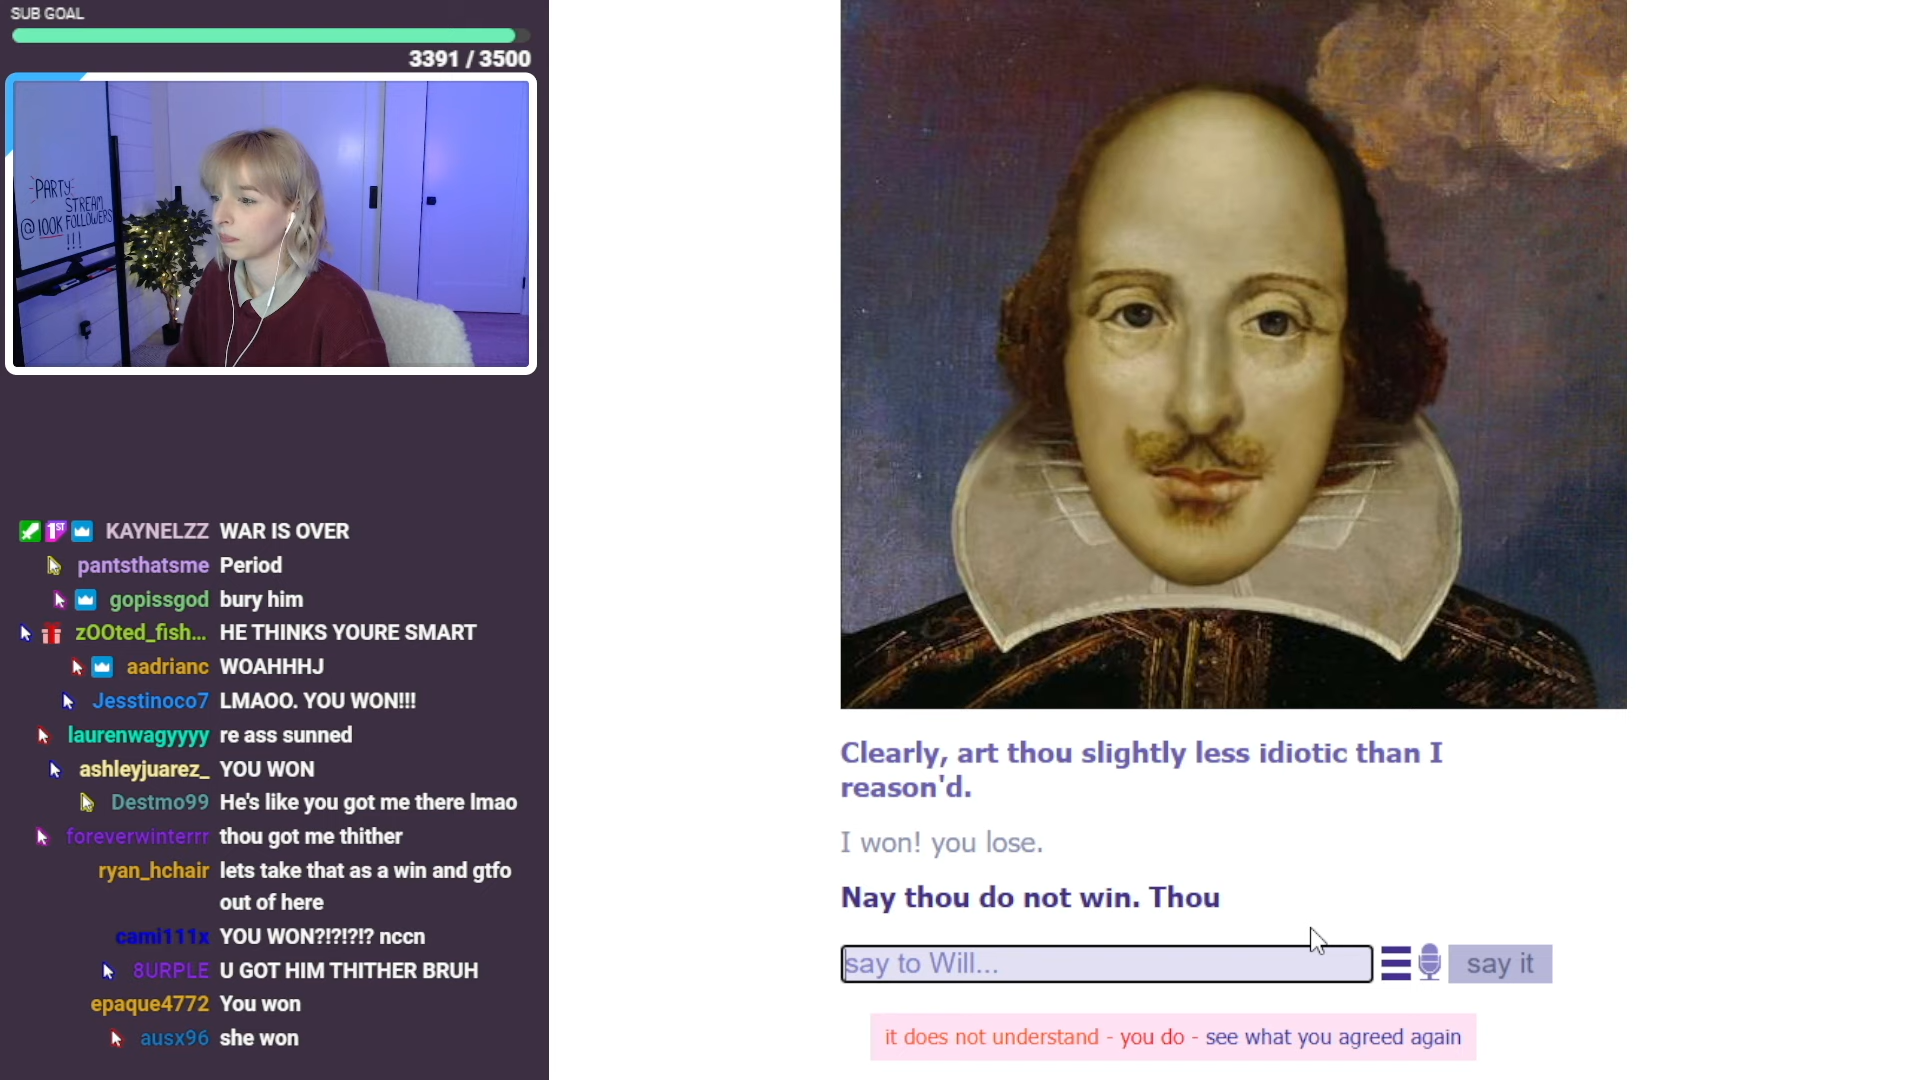 SUB GOAL
3391 / 3500
PARTY
STREAM
@100K FOLLOWERS
!!!
1ST KAYNELZZ WAR IS OVER
pantsthatsme Period
gopissgod bury him
zOOted_fish... HE THINKS YOURE SMART
aadrianc WOAHHHJ
Jesstinoco7 LMAOO. YOU WON!!!
laurenwagyyyy re ass sunned
ashleyjuarez_ YOU WON
Destmo99 He's like you got me there lmao
foreverwinterrr thou got me thither
ryan_hchair lets take that as a win and gtfo
out of here
cami111x YOU WON?!?!?!? nccn
8URPLE U GOT HIM THITHER BRUH
epaque4772 You won
ausx96 she won
Clearly, art thou slightly less idiotic than I
reason'd.
I won! you lose.
Nay thou do not win. Thou
say to Will...
say it
it does not understand - you do - see what you agreed again